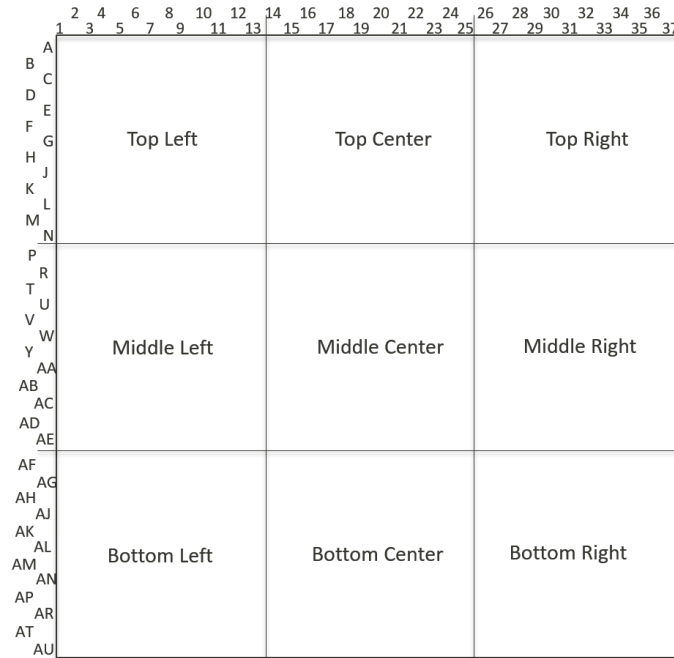 2 4 6 8 10 12 14 16 18 20 22 24 26 28 30 32 34 36
1 3 5 7 9 11 13 15 17 19 21 23 25 27 29 31 33 35 37
A
B
C
D
E
F
G Top Left Top Center Top Right
H
J
K
L
M
N
P
R
T
U
V
W
Y Middle Left Middle Center Middle Right
AA
AB
AC
AD
AE
AF
AG
AH
AJ
AK
AL Bottom Left Bottom Center Bottom Right
AM
AN
AP
AR
AT
AU